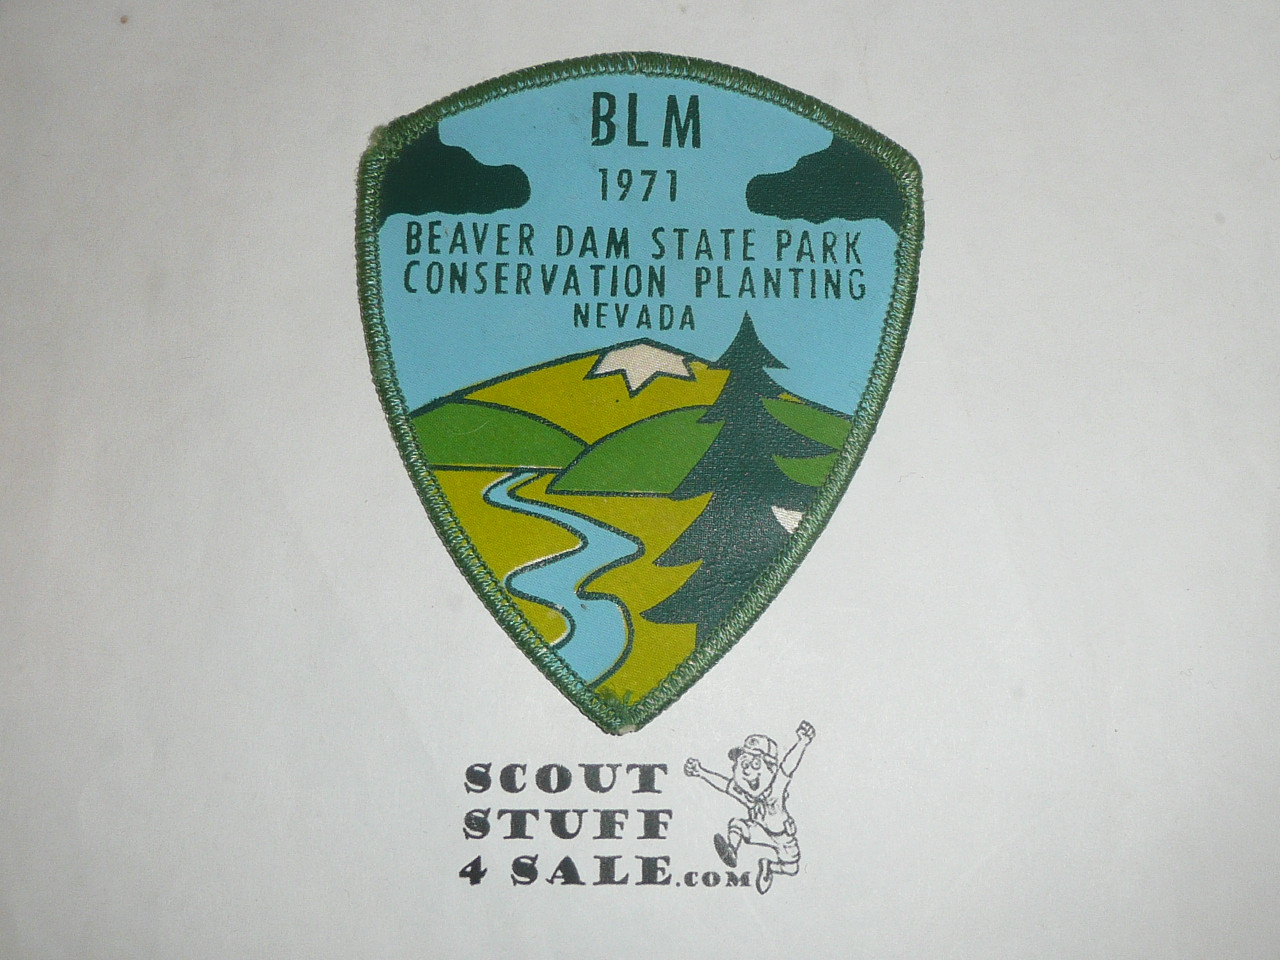 BLM
1971
BEAVER DAM STATE PARK
CONSERVATION PLANTING
NEVADA
SCOUT
STUFF
4 SALE.COM